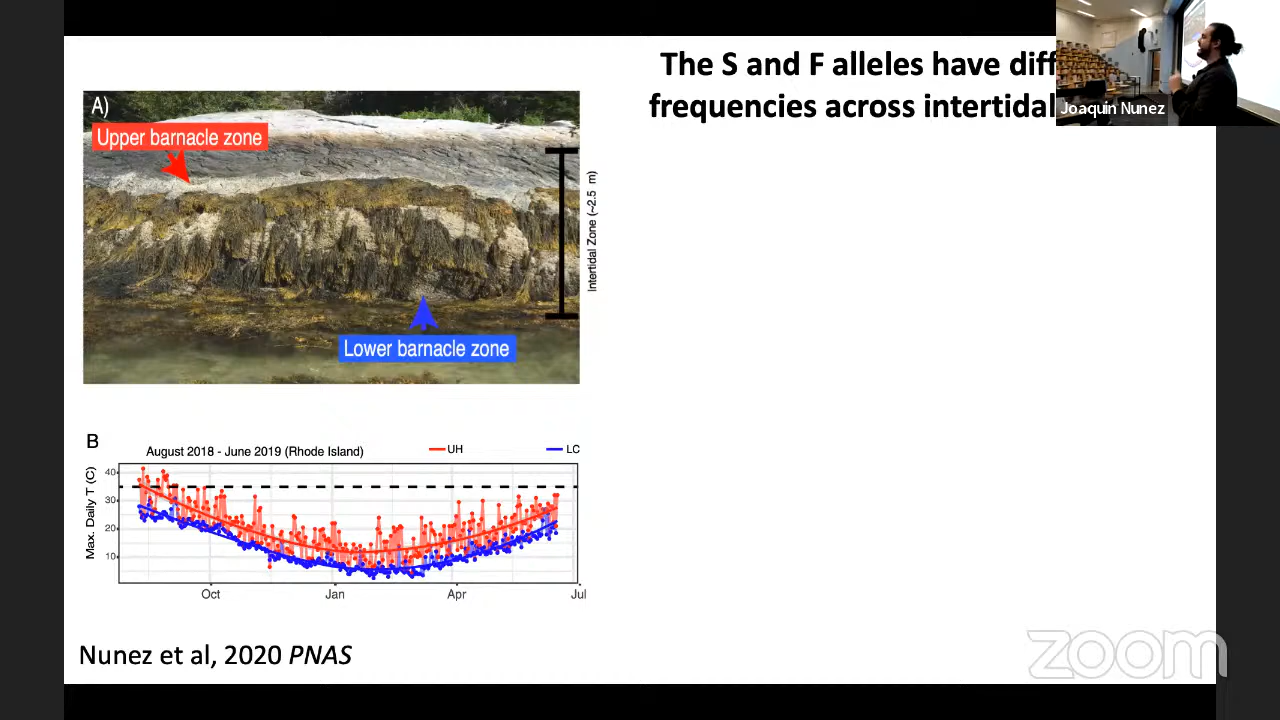 The S and F alleles have diff
frequencies across intertidal
Joaquin Nunez
A)
Upper barnacle zone
Intertidal Zone (~2.5 m)
Lower barnacle zone
B
August 2018 - June 2019 (Rhode Island)
UH
LC
Max. Daily T (C)
40
30
20
10
Oct
Jan
Apr
Jul
Nunez et al, 2020 PNAS
zoom